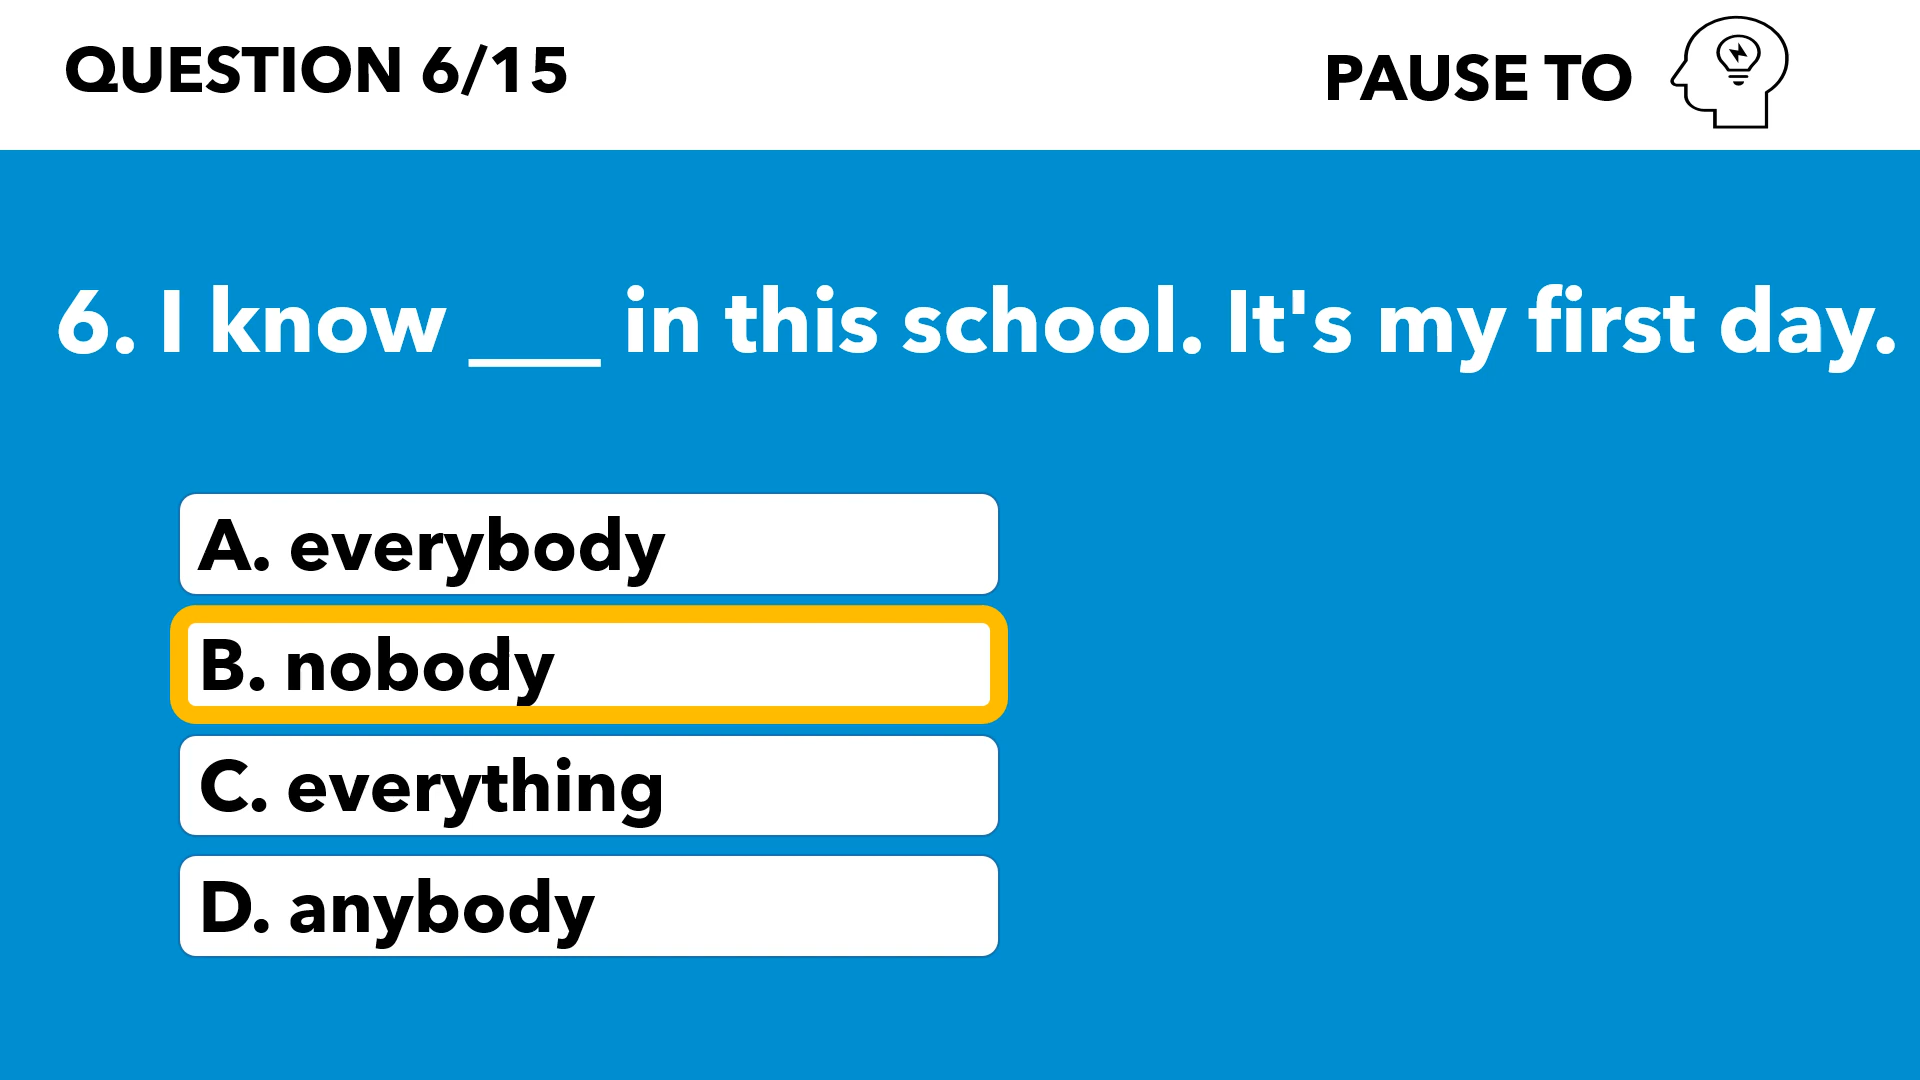 QUESTION 6/15
PAUSE TO
6. I know ___ in this school. It's my first day.
A. everybody
B. nobody
C. everything
D. anybody